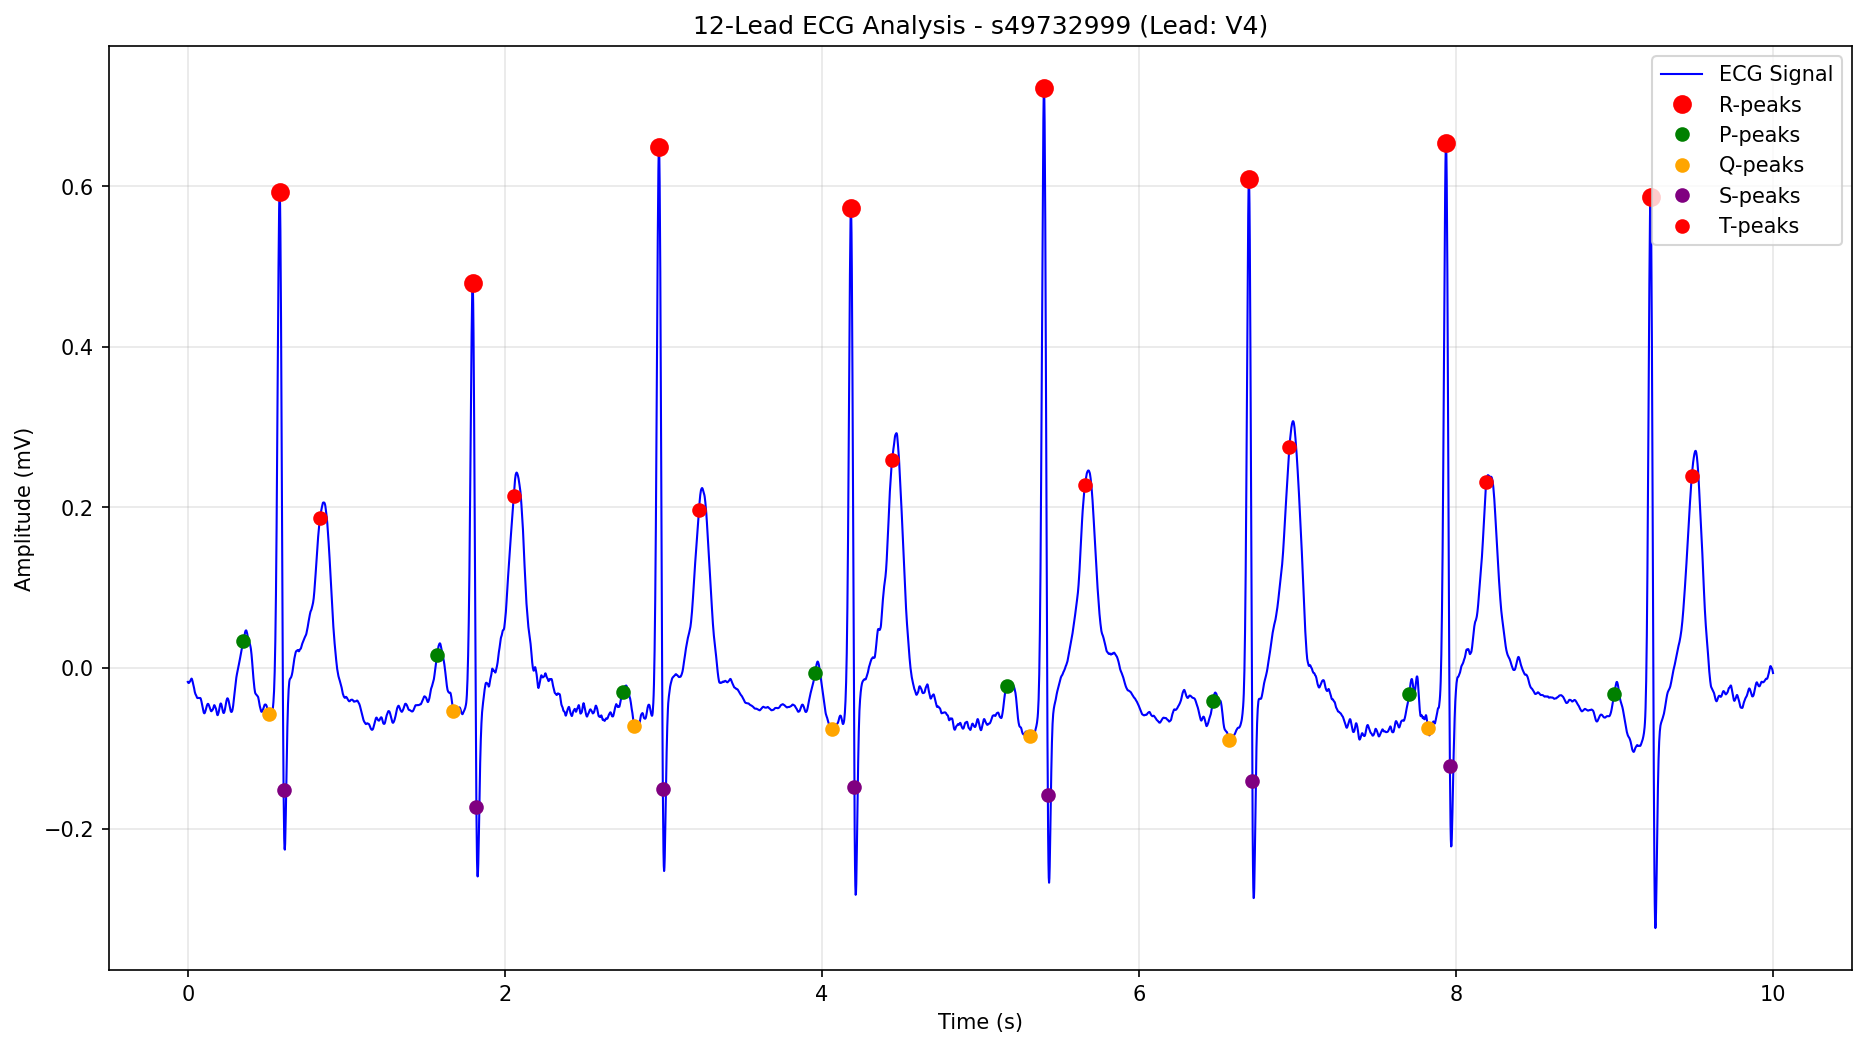 12-Lead ECG Analysis - s49732999 (Lead: V4)
ECG Signal
R-peaks
P-peaks
Q-peaks
S-peaks
T-peaks
Amplitude (mV)
0.6
0.4
0.2
0.0
−0.2
0
2
4
6
8
10
Time (s)